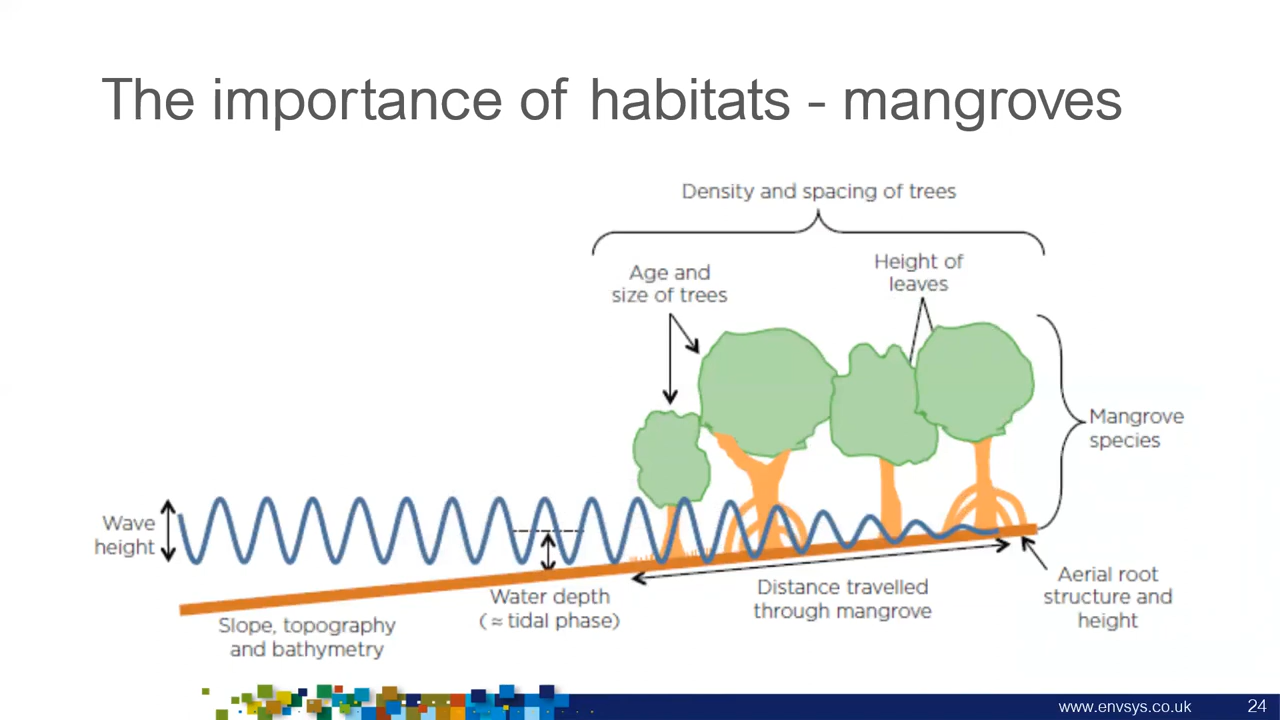 The importance of habitats - mangroves
Density and spacing of trees
Age and
size of trees
Height of
leaves
Mangrove
species
Wave
height
Water depth
(≈ tidal phase)
Distance travelled
through mangrove
Aerial root
structure and
height
Slope, topography
and bathymetry
www.envsys.co.uk
24